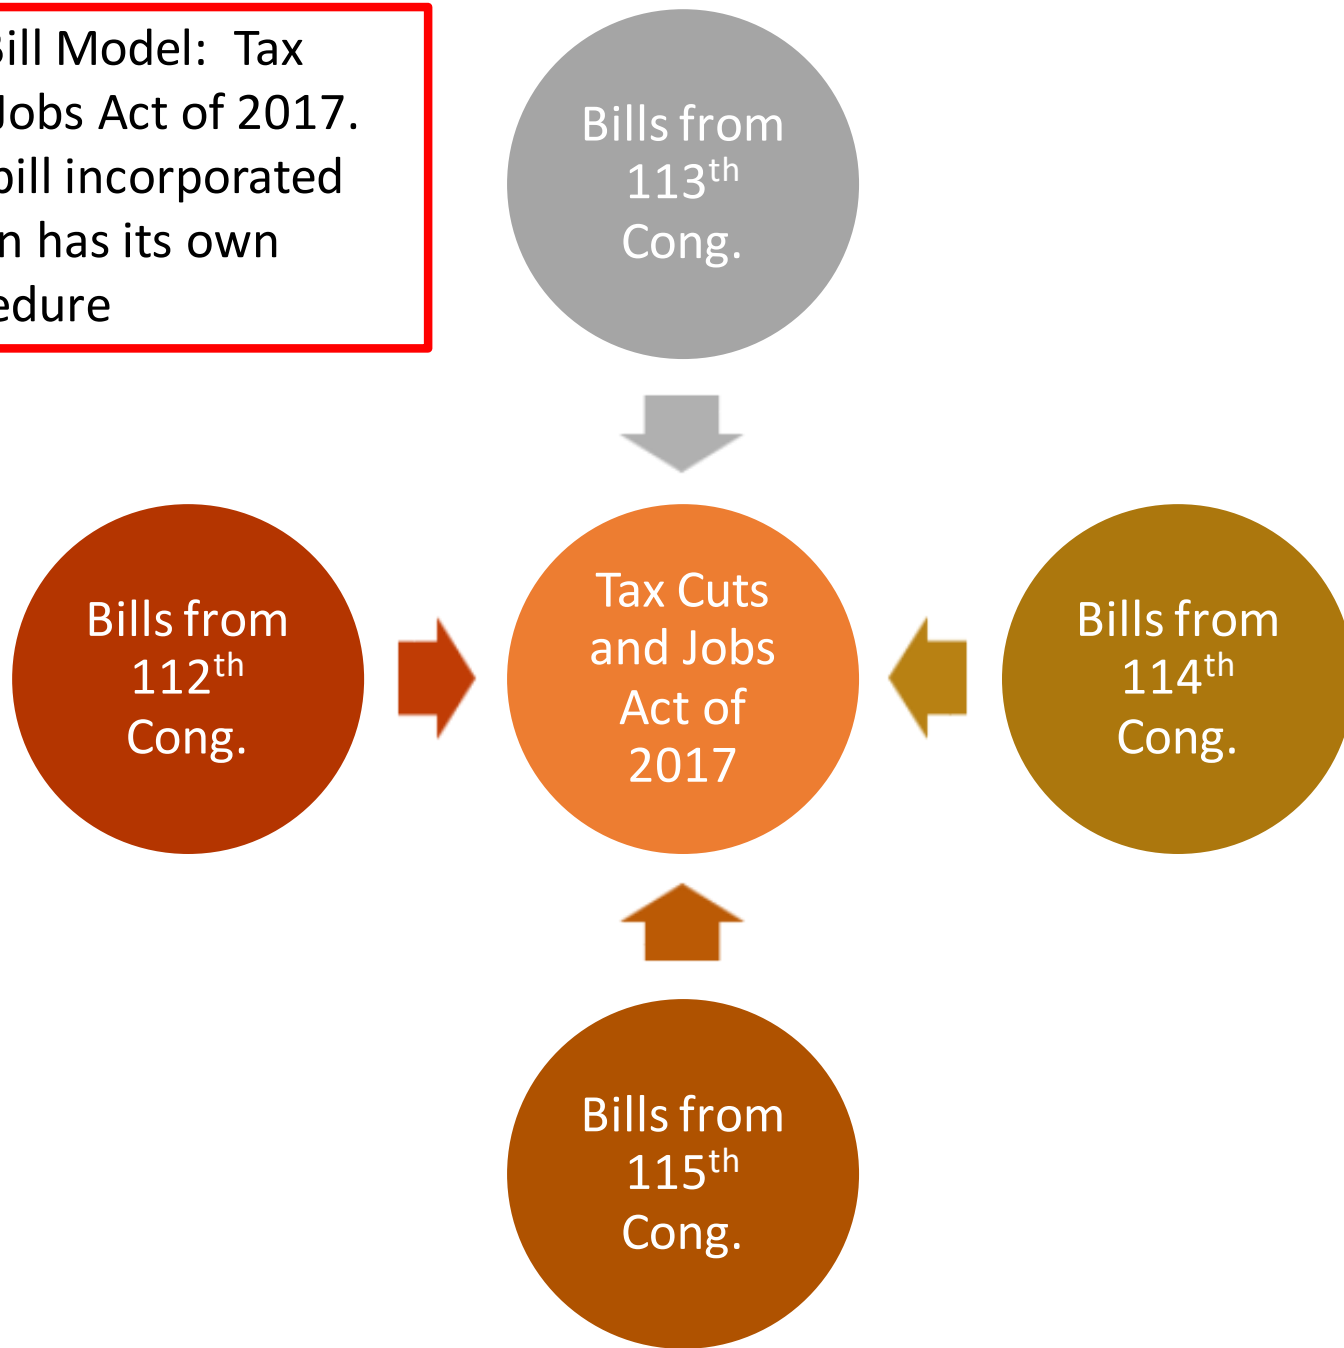 Bill Model: Tax
Jobs Act of 2017.
bill incorporated
n has its own
edure
Bills from
113th
Cong.
Bills from
112th
Cong.
Tax Cuts
and Jobs
Act of
2017
Bills from
114th
Cong.
Bills from
115th
Cong.